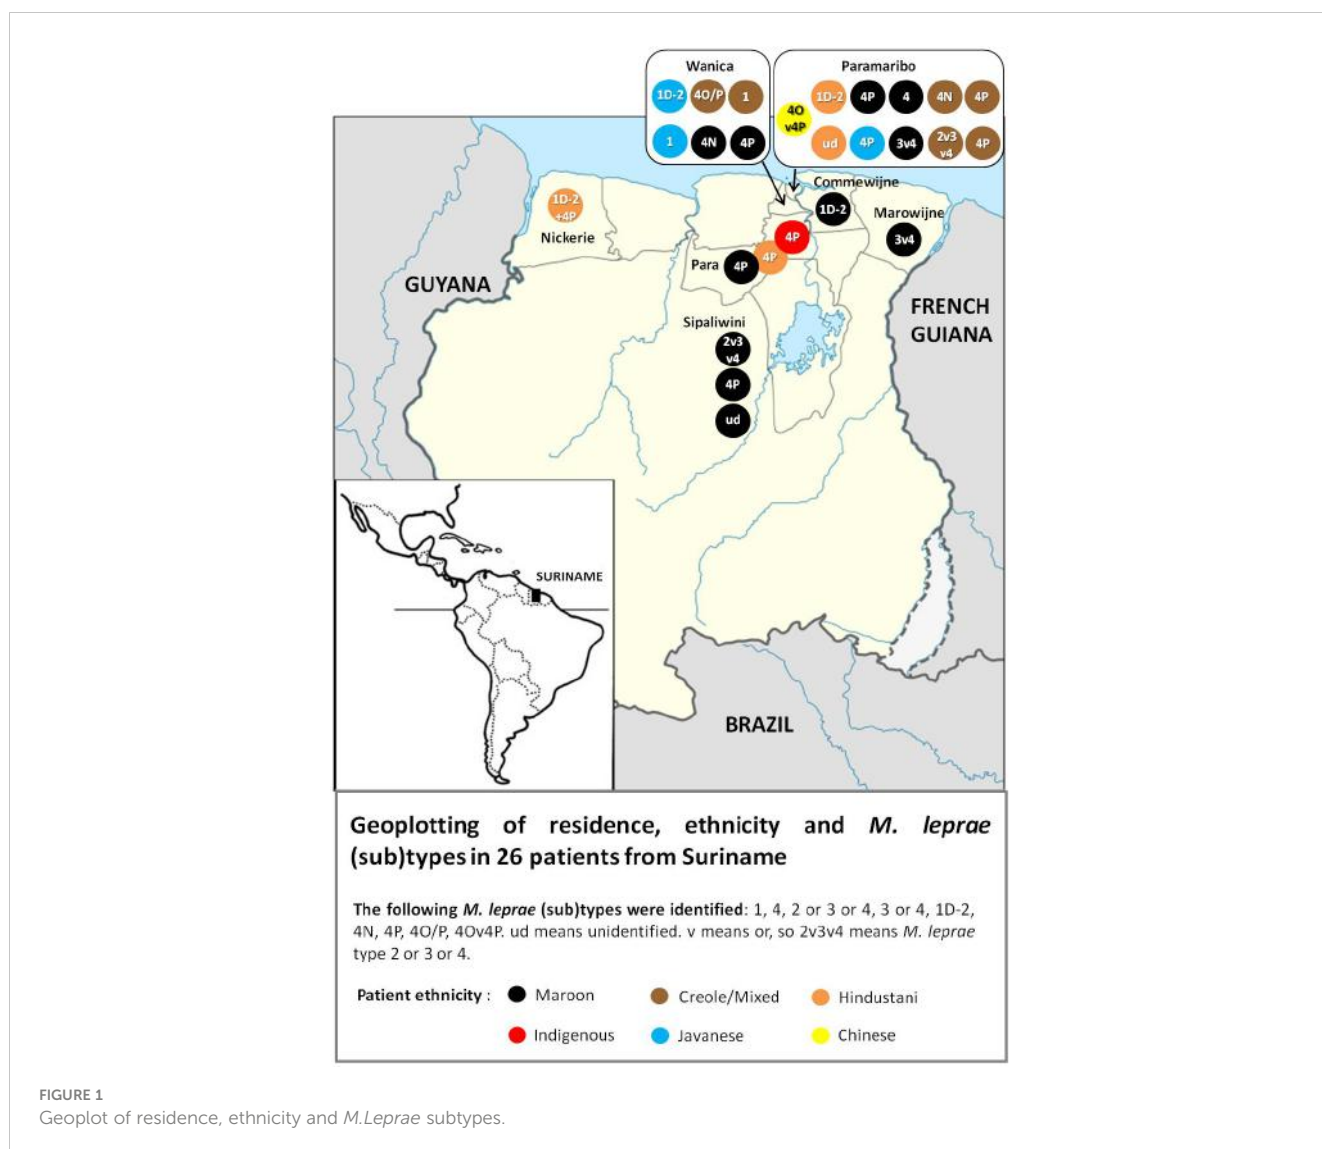 Wanica
1D-2 4O/P 1
1 4N 4P
Paramaribo
4O
v4P
1D-2 4P 4 4N 4P
ud 4P 3v4 2v3
v4 4P
Commewijne
1D-2
Marowijne
3v4
1D-2
+4P
Nickerie
4P
4P
Para 4P
GUYANA
FRENCH
GUIANA
Sipaliwini
2v3
v4
4P
ud
SURINAME
BRAZIL
Geoplotting of residence, ethnicity and M. leprae
(sub)types in 26 patients from Suriname
The following M. leprae (sub)types were identified: 1, 4, 2 or 3 or 4, 3 or 4, 1D-2,
4N, 4P, 4O/P, 4Ov4P. ud means unidentified. v means or, so 2v3v4 means M. leprae
type 2 or 3 or 4.
Patient ethnicity : Maroon Creole/Mixed Hindustani
Indigenous Javanese Chinese
FIGURE 1
Geoplot of residence, ethnicity and M.Leprae subtypes.